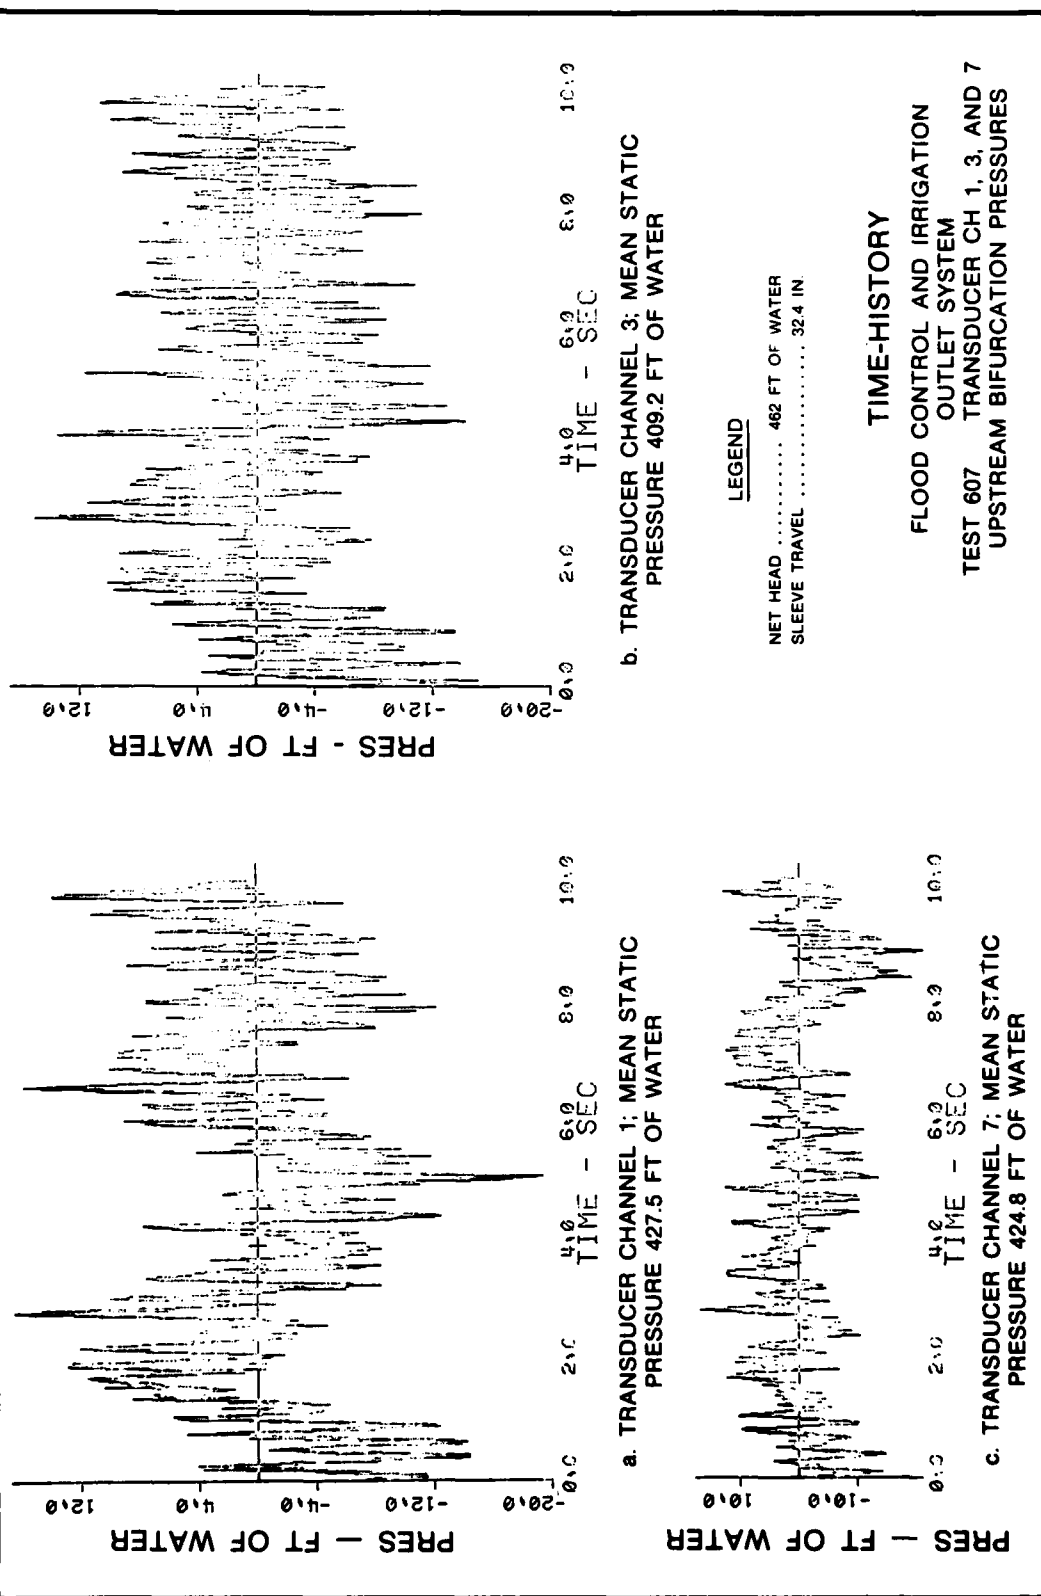 PRES — FT OF WATER
12.0
4.0
-4.0
-12.0
-20.0
0.0
2.0
4.0
6.0
8.0
10.0
TIME - SEC
a. TRANSDUCER CHANNEL 1; MEAN STATIC
PRESSURE 427.5 FT OF WATER
PRES - FT OF WATER
12.0
4.0
-4.0
-12.0
-20.0
0.0
2.0
4.0
6.0
8.0
10.0
TIME - SEC
b. TRANSDUCER CHANNEL 3; MEAN STATIC
PRESSURE 409.2 FT OF WATER
PRES — FT OF WATER
10.0
-10.0
0.0
2.0
4.0
6.0
8.0
10.0
TIME - SEC
c. TRANSDUCER CHANNEL 7; MEAN STATIC
PRESSURE 424.8 FT OF WATER
LEGEND
NET HEAD ......... 462 FT OF WATER
SLEEVE TRAVEL ................ 32.4 IN.
TIME-HISTORY
FLOOD CONTROL AND IRRIGATION
OUTLET SYSTEM
TEST 607 TRANSDUCER CH 1, 3, AND 7
UPSTREAM BIFURCATION PRESSURES